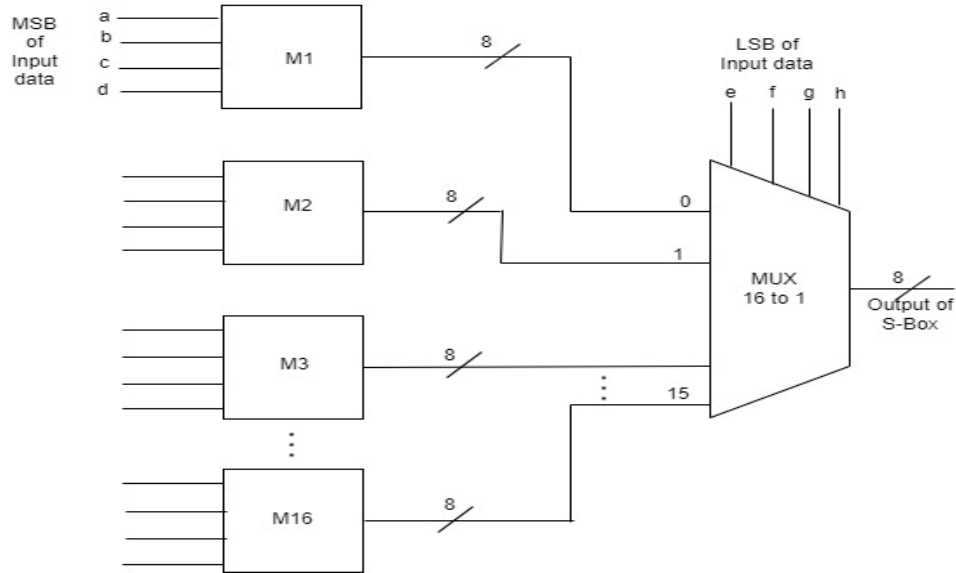 MSB
of
Input
data
a
b
c
d
M1
8
LSB of
Input data
e
f
g
h
M2
8
0
1
MUX
16 to 1
8
Output of
S-Box
M3
8
15
M16
8